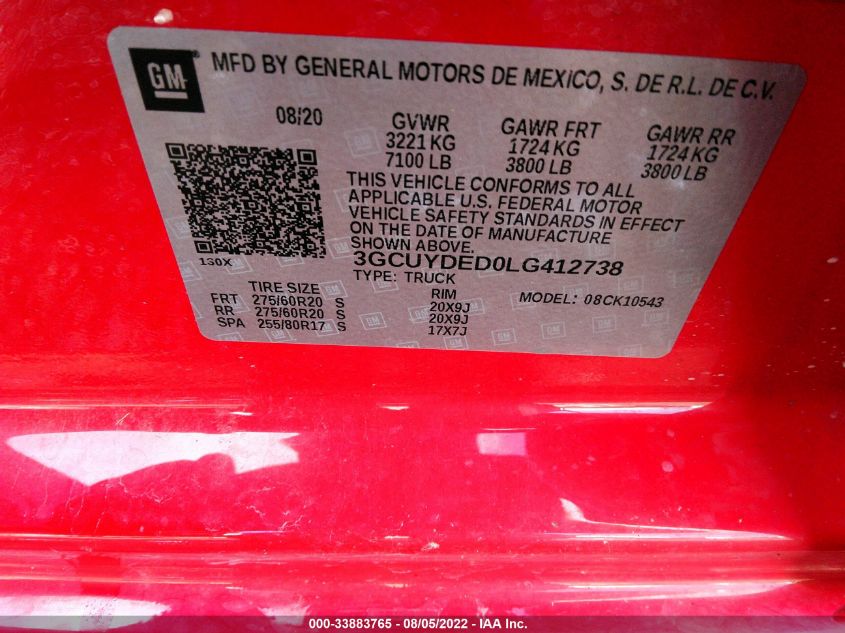 GM MFD BY GENERAL MOTORS DE MEXICO, S. DE R.L. DE C.V.
08/20 GVWR GAWR FRT GAWR RR
3221 KG 1724 KG 1724 KG
7100 LB 3800 LB 3800 LB
THIS VEHICLE CONFORMS TO ALL
APPLICABLE U.S. FEDERAL MOTOR
VEHICLE SAFETY STANDARDS IN EFFECT
ON THE DATE OF MANUFACTURE
SHOWN ABOVE.
130X 3GCUYDED0LG412738
TYPE: TRUCK
TIRE SIZE RIM MODEL: 08CK10543
FRT 275/60R20 S 20X9J
RR 275/60R20 S 20X9J
SPA 255/80R17 S 17X7J
000-33883765 - 08/05/2022 - IAA Inc.